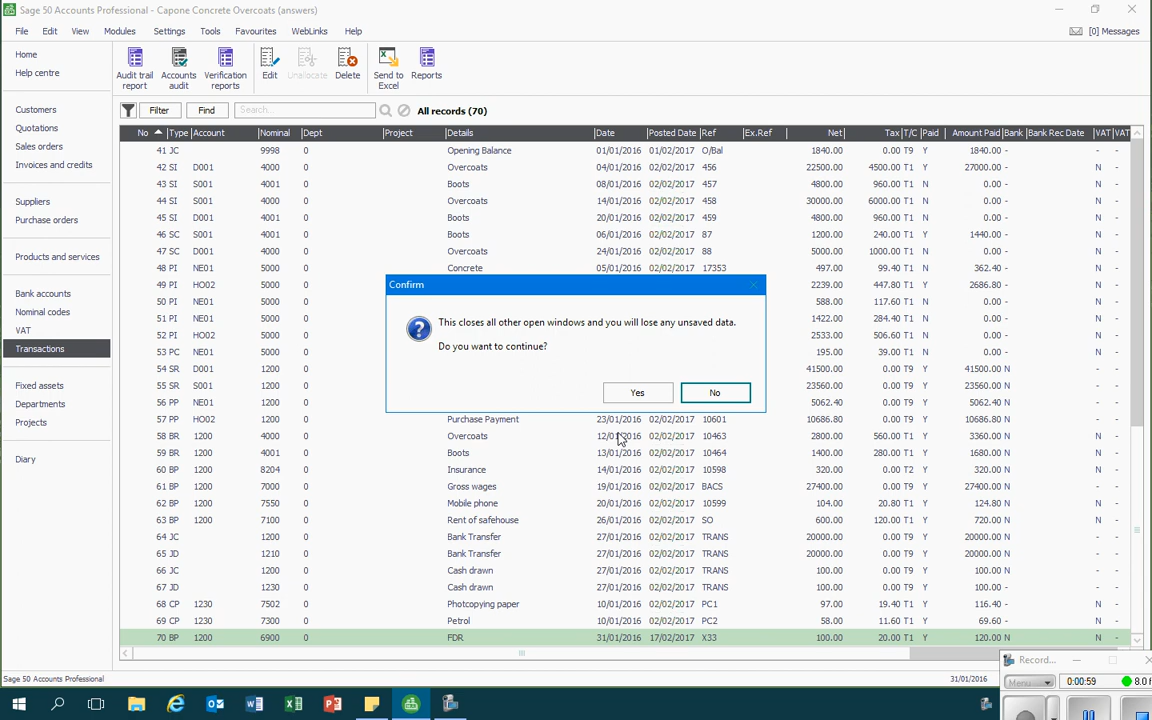 Sage 50 Accounts Professional - Capone Concrete Overcoats (answers)
File Edit View Modules Settings Tools Favourites WebLinks Help [0] Messages
Home
Help centre
Customers
Quotations
Sales orders
Invoices and credits
Suppliers
Purchase orders
Products and services
Bank accounts
Nominal codes
VAT
Transactions
Fixed assets
Departments
Projects
Diary
Audit trail report
Accounts audit
Verification reports
Edit
Unallocate
Delete
Send to Excel
Reports
Filter Find Search... All records (70)
No Type Account Nominal Dept Project Details Date Posted Date Ref Ex.Ref Net Tax T/C Paid Amount Paid Bank Bank Rec Date VAT VAT
41 JC 9998 0 Opening Balance 01/01/2016 01/02/2017 O/Bal 1840.00 0.00 T9 Y 1840.00 - - -
42 SI D001 4000 0 Overcoats 04/01/2016 02/02/2017 456 22500.00 4500.00 T1 Y 27000.00 - N -
43 SI S001 4001 0 Boots 08/01/2016 02/02/2017 457 4800.00 960.00 T1 N 0.00 - N -
44 SI S001 4000 0 Overcoats 14/01/2016 02/02/2017 458 30000.00 6000.00 T1 N 0.00 - N -
45 SI D001 4001 0 Boots 20/01/2016 02/02/2017 459 4800.00 960.00 T1 N 0.00 - N -
46 SC S001 4001 0 Boots 06/01/2016 02/02/2017 87 1200.00 240.00 T1 Y 1440.00 - N -
47 SC D001 4000 0 Overcoats 24/01/2016 02/02/2017 88 5000.00 1000.00 T1 N 0.00 - N -
48 PI NE01 5000 0 Concrete 05/01/2016 02/02/2017 17353 497.00 99.40 T1 N 362.40 - N -
49 PI HO02 5000 0 2239.00 447.80 T1 Y 2686.80 - N -
50 PI NE01 5000 0 588.00 117.60 T1 N 0.00 - N -
51 PI NE01 5000 0 1422.00 284.40 T1 N 0.00 - N -
52 PI HO02 5000 0 2533.00 506.60 T1 N 0.00 - N -
53 PC NE01 5000 0 195.00 39.00 T1 N 0.00 - N -
54 SR D001 1200 0 41500.00 0.00 T9 Y 41500.00 N - -
55 SR S001 1200 0 23560.00 0.00 T9 Y 23560.00 N - -
56 PP NE01 1200 0 5062.40 0.00 T9 Y 5062.40 N - -
57 PP HO02 1200 0 Purchase Payment 23/01/2016 02/02/2017 10601 10686.80 0.00 T9 Y 10686.80 N - -
58 BR 1200 4000 0 Overcoats 12/01/2016 02/02/2017 10463 2800.00 560.00 T1 Y 3360.00 N N -
59 BR 1200 4001 0 Boots 13/01/2016 02/02/2017 10464 1400.00 280.00 T1 Y 1680.00 N N -
60 BP 1200 8204 0 Insurance 14/01/2016 02/02/2017 10598 320.00 0.00 T2 Y 320.00 N N -
61 BP 1200 7000 0 Gross wages 19/01/2016 02/02/2017 BACS 27400.00 0.00 T9 Y 27400.00 N - -
62 BP 1200 7550 0 Mobile phone 20/01/2016 02/02/2017 10599 104.00 20.80 T1 Y 124.80 N N -
63 BP 1200 7100 0 Rent of safehouse 26/01/2016 02/02/2017 SO 600.00 120.00 T1 Y 720.00 N N -
64 JC 1200 0 Bank Transfer 27/01/2016 02/02/2017 TRANS 20000.00 0.00 T9 Y 20000.00 N - -
65 JD 1210 0 Bank Transfer 27/01/2016 02/02/2017 TRANS 20000.00 0.00 T9 Y 20000.00 N - -
66 JC 1200 0 Cash drawn 27/01/2016 02/02/2017 TRANS 100.00 0.00 T9 Y 100.00 N - -
67 JD 1230 0 Cash drawn 27/01/2016 02/02/2017 TRANS 100.00 0.00 T9 Y 100.00 - - -
68 CP 1230 7502 0 Photcopying paper 10/01/2016 02/02/2017 PC1 97.00 19.40 T1 Y 116.40 - N -
69 CP 1230 7300 0 Petrol 10/01/2016 02/02/2017 PC2 58.00 11.60 T1 Y 69.60 - N -
70 BP 1200 6900 0 FDR 31/01/2016 17/02/2017 X33 100.00 20.00 T1 Y 120.00 N N -
Confirm
This closes all other open windows and you will lose any unsaved data.
Do you want to continue?
Yes No
Sage 50 Accounts Professional 31/01/2016
Record...
Menu 0:00:59 8.0